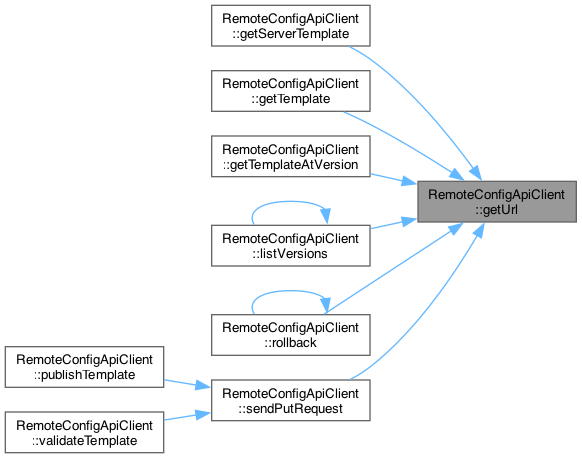 RemoteConfigApiClient
::getServerTemplate
RemoteConfigApiClient
::getTemplate
RemoteConfigApiClient
::getTemplateAtVersion
RemoteConfigApiClient
::getUrl
RemoteConfigApiClient
::listVersions
RemoteConfigApiClient
::rollback
RemoteConfigApiClient
::publishTemplate
RemoteConfigApiClient
::sendPutRequest
RemoteConfigApiClient
::validateTemplate